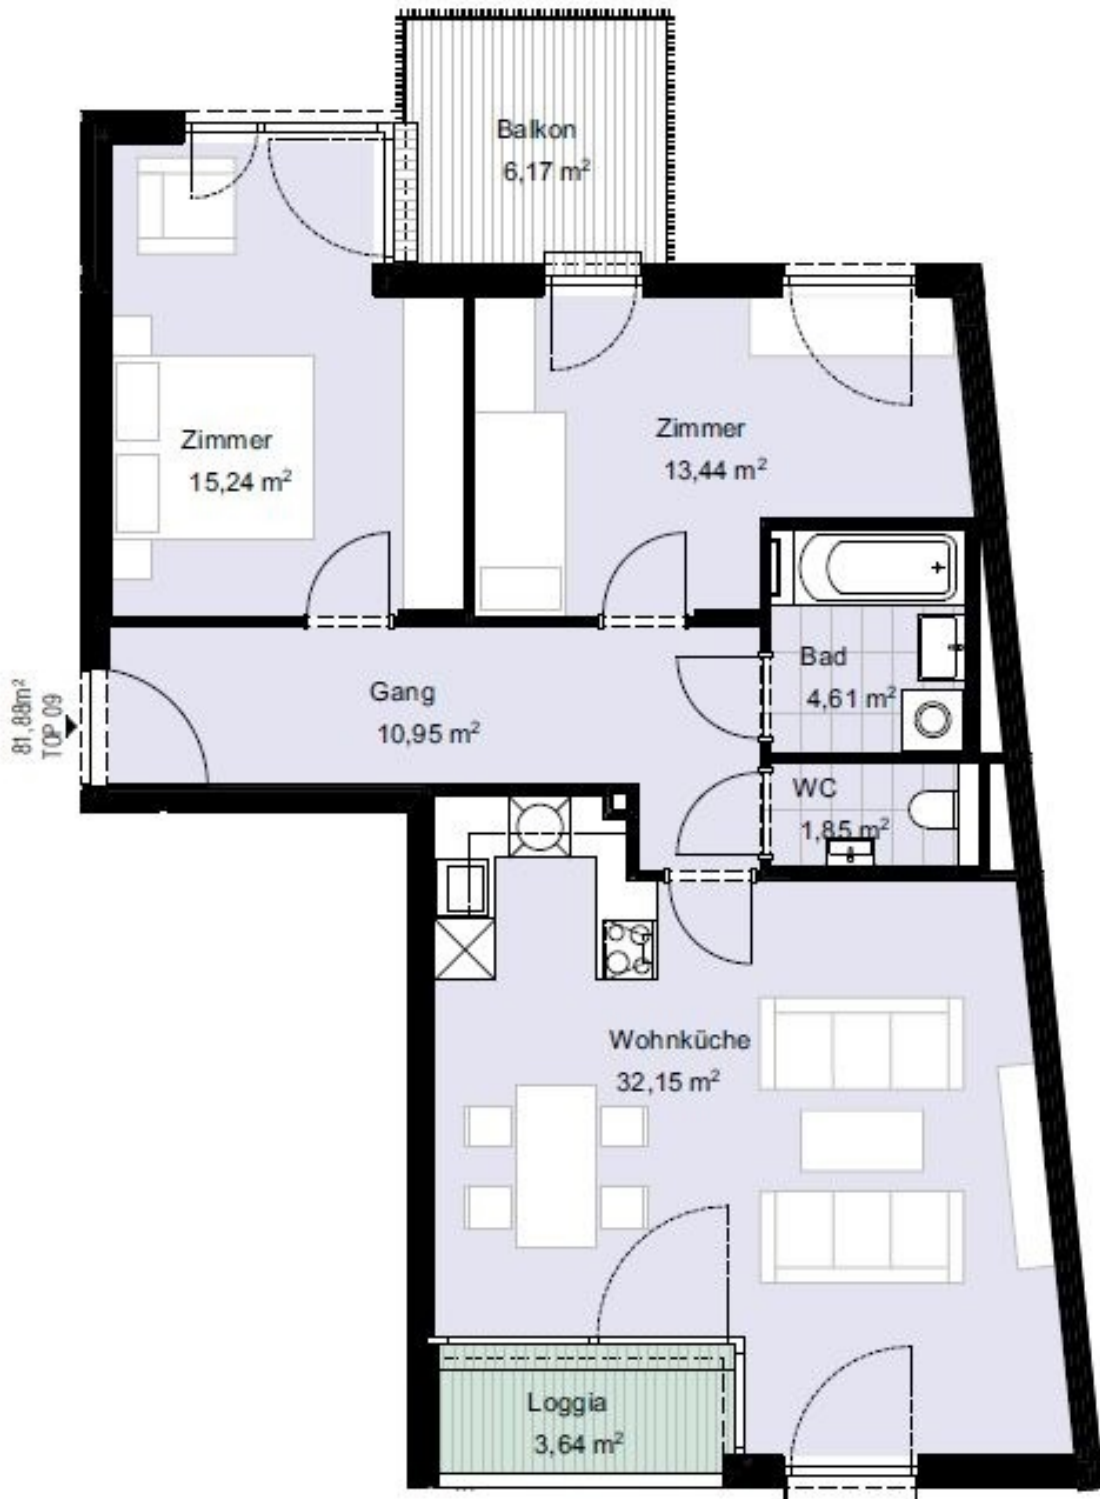 Balkon
6,17 m²
Zimmer
15,24 m²
Zimmer
13,44 m²
Bad
4,61 m²
Gang
10,95 m²
81,88m²
TOP 09
WC
1,85 m²
Wohnküche
32,15 m²
Loggia
3,64 m²